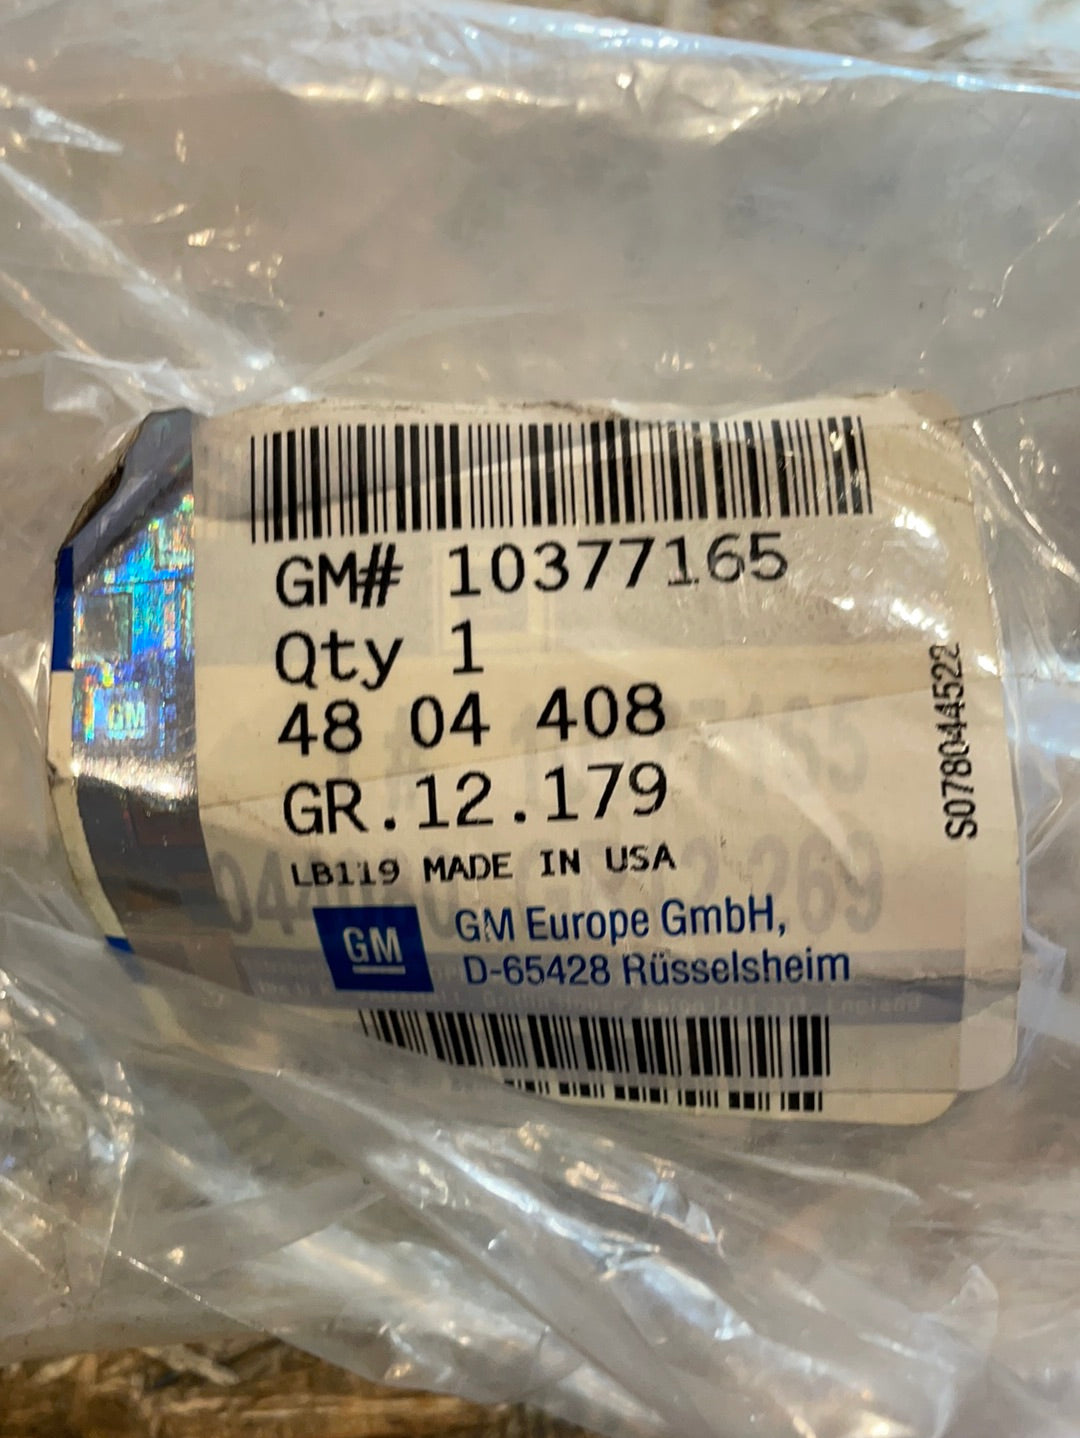 GM# 10377165
Qty 1
48 04 408
GR.12.179
LB119 MADE IN USA
GM
GM Europe GmbH,
D-65428 Rüsselsheim
S078044522
GM